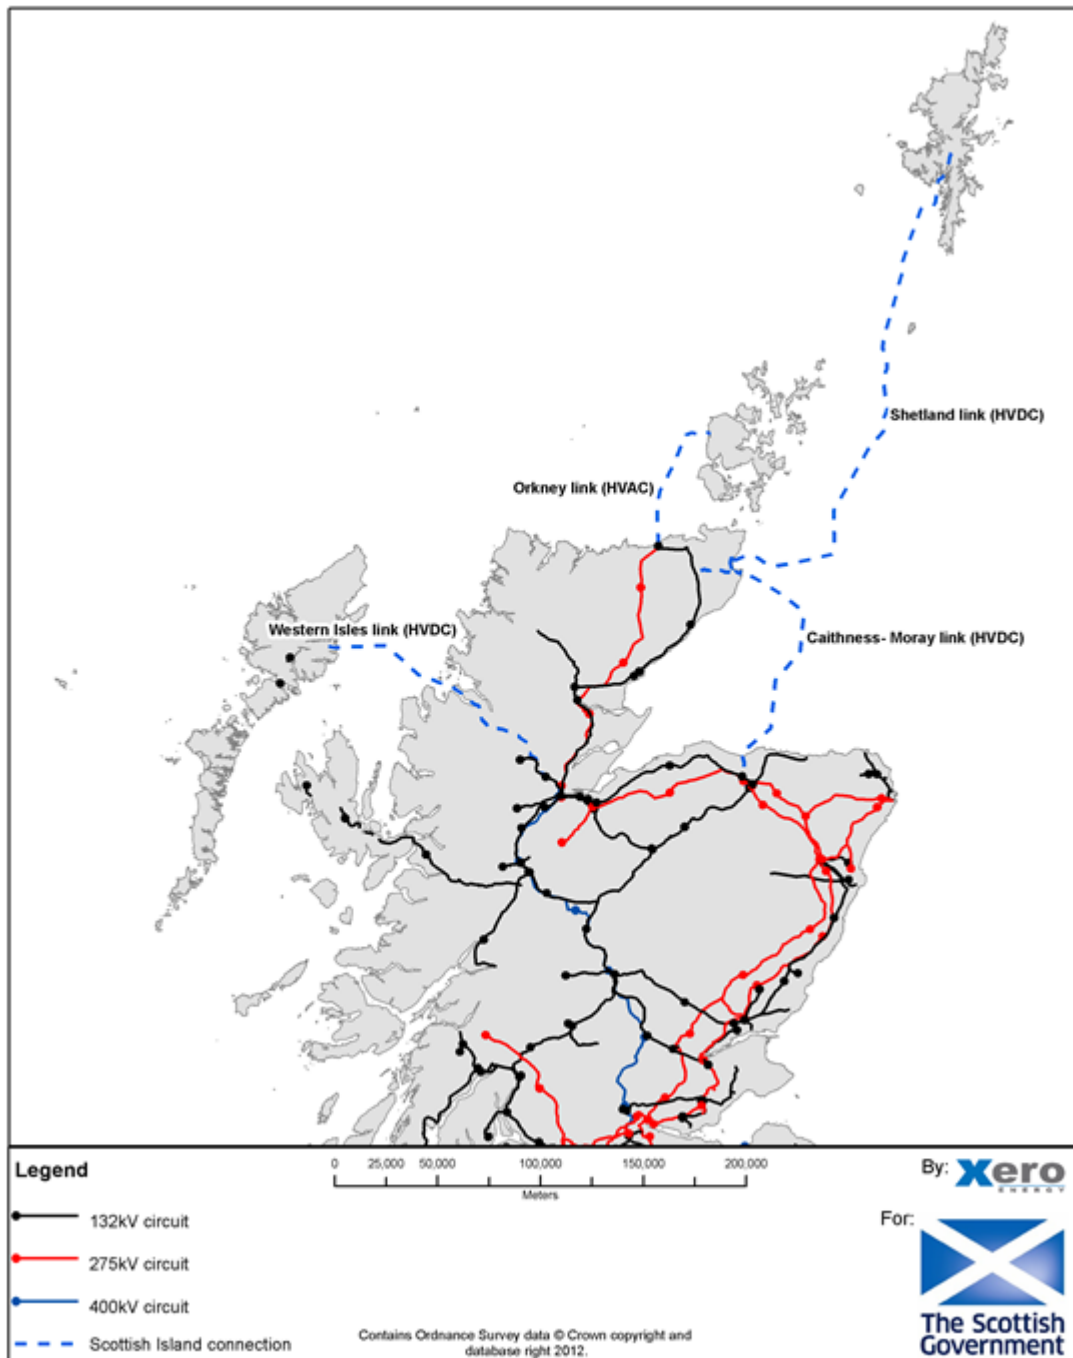 Shetland link (HVDC)
Orkney link (HVAC)
Western Isles link (HVDC)
Caithness- Moray link (HVDC)
Legend
0 25,000 50,000 100,000 150,000 200,000
Meters
132kV circuit
275kV circuit
400kV circuit
Scottish Island connection
Contains Ordnance Survey data © Crown copyright and
database right 2012.
By: Xero
ENERGY
For:
The Scottish
Government